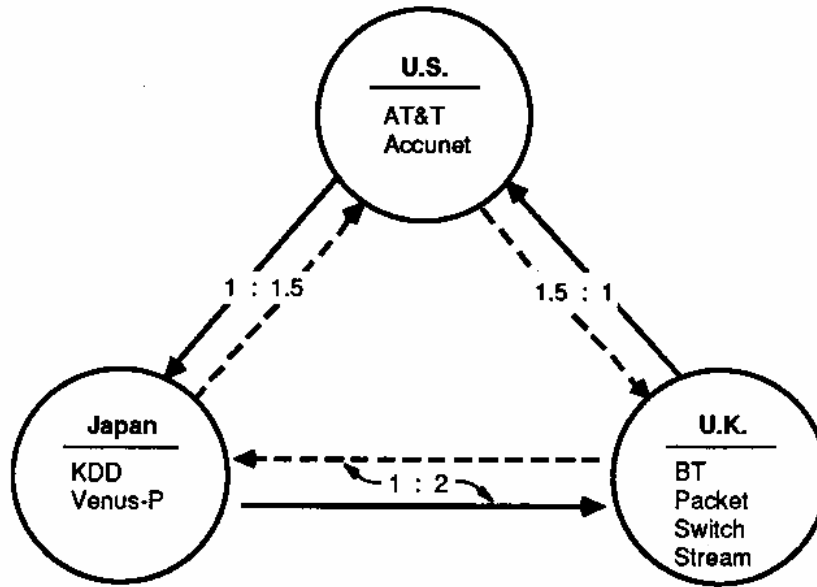 U.S.
AT&T
Accunet
1 : 1.5
1.5 : 1
Japan
KDD
Venus-P
1 : 2
U.K.
BT
Packet
Switch
Stream